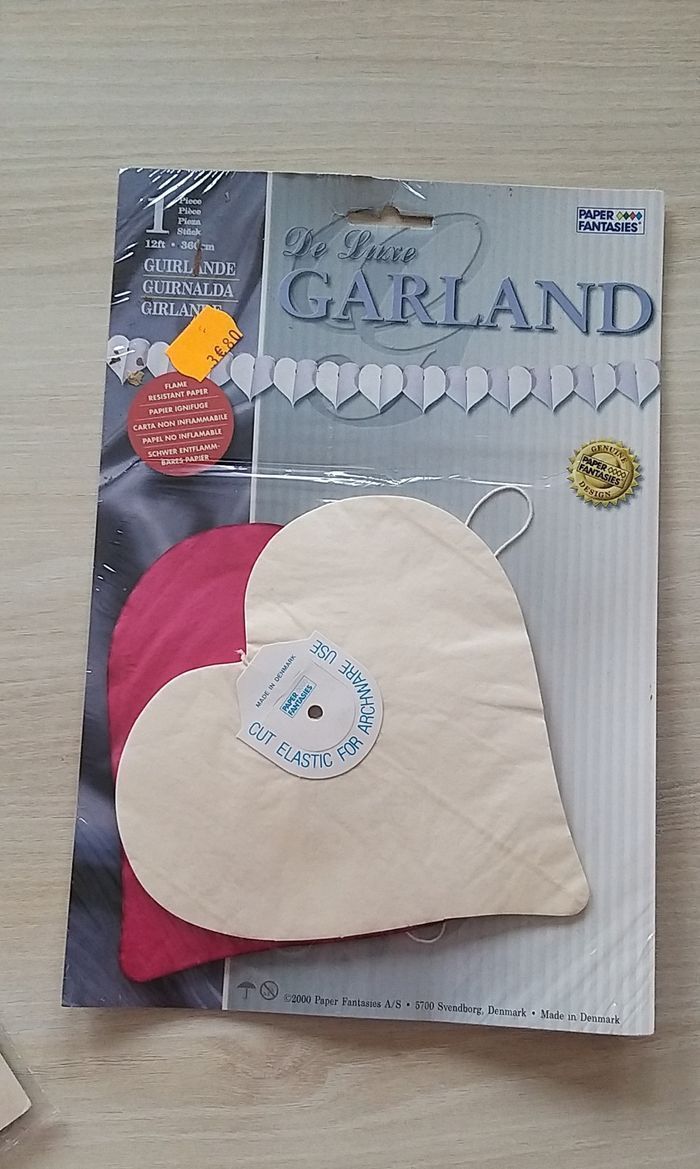 1
Piece
Pièce
Pieza
Stück
12ft • 360cm
GUIRLANDE
GUIRNALDA
GIRLANDE
De Luxe
GARLAND
PAPER
FANTASIES®
3€80
FLAME
RESISTANT PAPER
PAPIER IGNIFUGE
CARTA NON INFIAMMABILE
PAPEL NO INFLAMABLE
SCHWER ENTFLAMM-
BARES PAPIER
GENUINE
PAPER
FANTASIES
DESIGN
MADE IN DENMARK
PAPER
FANTASIES
CUT ELASTIC FOR ARCHWARE USE
©2000 Paper Fantasies A/S • 5700 Svendborg, Denmark • Made in Denmark